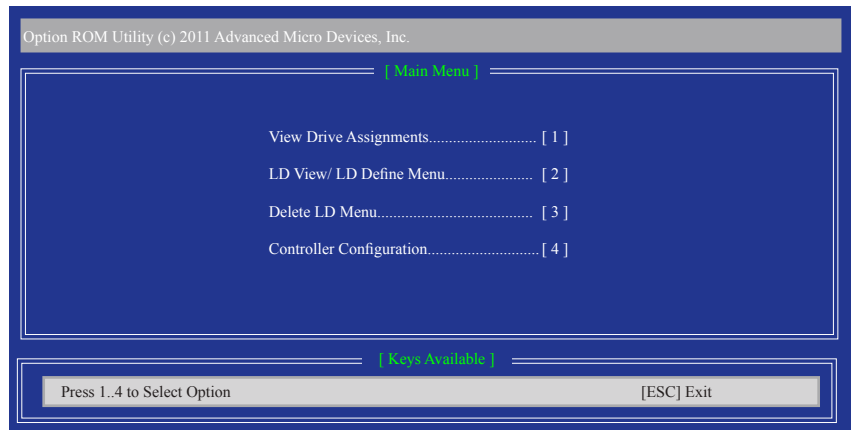 Option ROM Utility (c) 2011 Advanced Micro Devices, Inc.
[ Main Menu ]
View Drive Assignments........................... [ 1 ]
LD View/ LD Define Menu...................... [ 2 ]
Delete LD Menu....................................... [ 3 ]
Controller Configuration............................[ 4 ]
[ Keys Available ]
Press 1..4 to Select Option [ESC] Exit